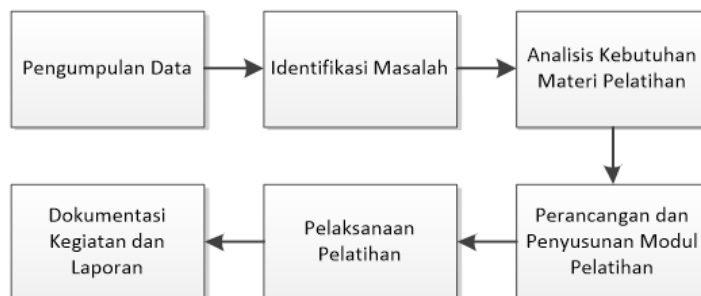 Pengumpulan Data
Identifikasi Masalah
Analisis Kebutuhan
Materi Pelatihan
Perancangan dan
Penyusunan Modul
Pelatihan
Pelaksanaan
Pelatihan
Dokumentasi
Kegiatan dan
Laporan